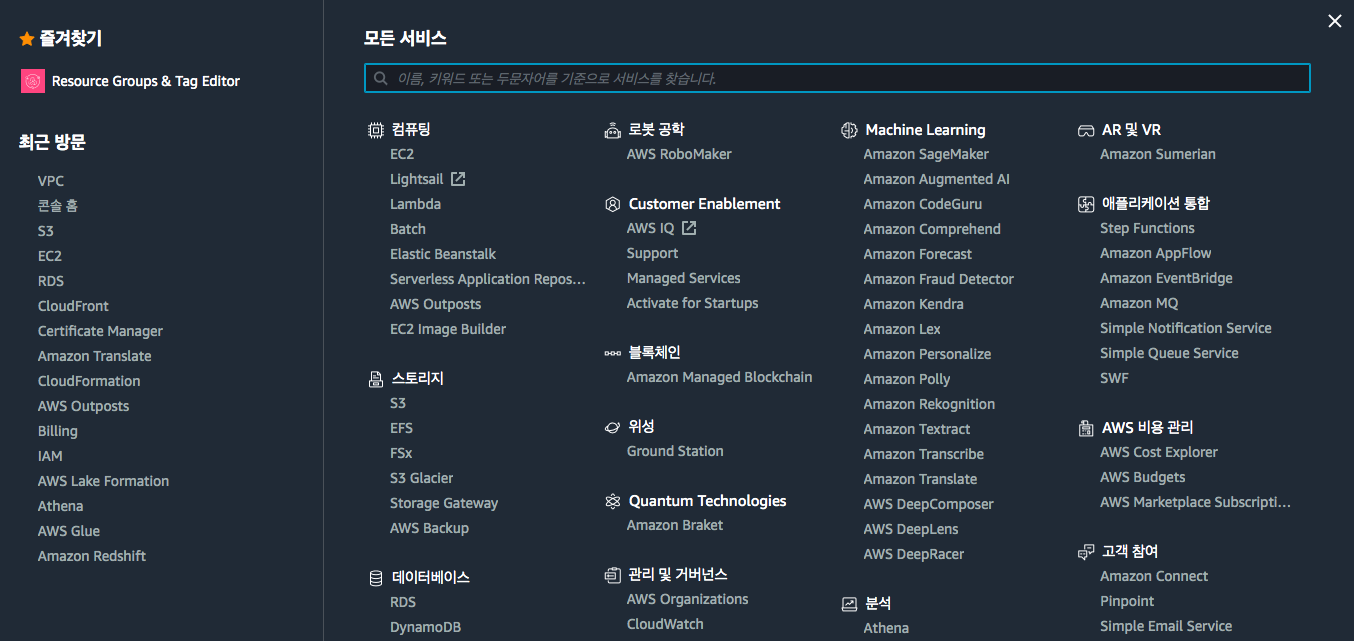 즐겨찾기
Resource Groups & Tag Editor
최근 방문
VPC
콘솔 홈
S3
EC2
RDS
CloudFront
Certificate Manager
Amazon Translate
CloudFormation
AWS Outposts
Billing
IAM
AWS Lake Formation
Athena
AWS Glue
Amazon Redshift
모든 서비스
이름, 키워드 또는 두문자어를 기준으로 서비스를 찾습니다.
컴퓨팅
EC2
Lightsail
Lambda
Batch
Elastic Beanstalk
Serverless Application Repos...
AWS Outposts
EC2 Image Builder
스토리지
S3
EFS
FSx
S3 Glacier
Storage Gateway
AWS Backup
데이터베이스
RDS
DynamoDB
로봇 공학
AWS RoboMaker
Customer Enablement
AWS IQ
Support
Managed Services
Activate for Startups
블록체인
Amazon Managed Blockchain
위성
Ground Station
Quantum Technologies
Amazon Braket
관리 및 거버넌스
AWS Organizations
CloudWatch
Machine Learning
Amazon SageMaker
Amazon Augmented AI
Amazon CodeGuru
Amazon Comprehend
Amazon Forecast
Amazon Fraud Detector
Amazon Kendra
Amazon Lex
Amazon Personalize
Amazon Polly
Amazon Rekognition
Amazon Textract
Amazon Transcribe
Amazon Translate
AWS DeepComposer
AWS DeepLens
AWS DeepRacer
분석
Athena
AR 및 VR
Amazon Sumerian
애플리케이션 통합
Step Functions
Amazon AppFlow
Amazon EventBridge
Amazon MQ
Simple Notification Service
Simple Queue Service
SWF
AWS 비용 관리
AWS Cost Explorer
AWS Budgets
AWS Marketplace Subscripti...
고객 참여
Amazon Connect
Pinpoint
Simple Email Service